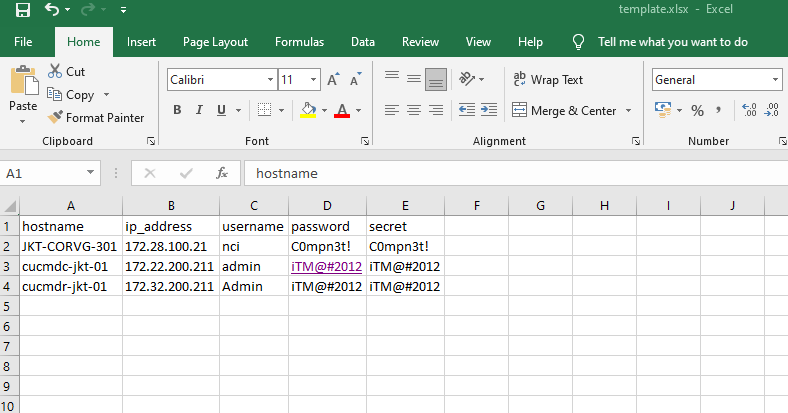 template.xlsx - Excel
File Home Insert Page Layout Formulas Data Review View Help Tell me what you want to do
Paste
Cut
Copy
Format Painter
Calibri 11 A A
B I U A
ab Wrap Text
Merge & Center
General
% , .00 .0
Clipboard Font Alignment Number
A1 fx hostname
A B C D E F G H I J
1 hostname ip_address username password secret
2 JKT-CORVG-301 172.28.100.21 nci C0mpn3t! C0mpn3t!
3 cucmdc-jkt-01 172.22.200.211 admin iTM@#2012 iTM@#2012
4 cucmdr-jkt-01 172.32.200.211 Admin iTM@#2012 iTM@#2012
5
6
7
8
9
10